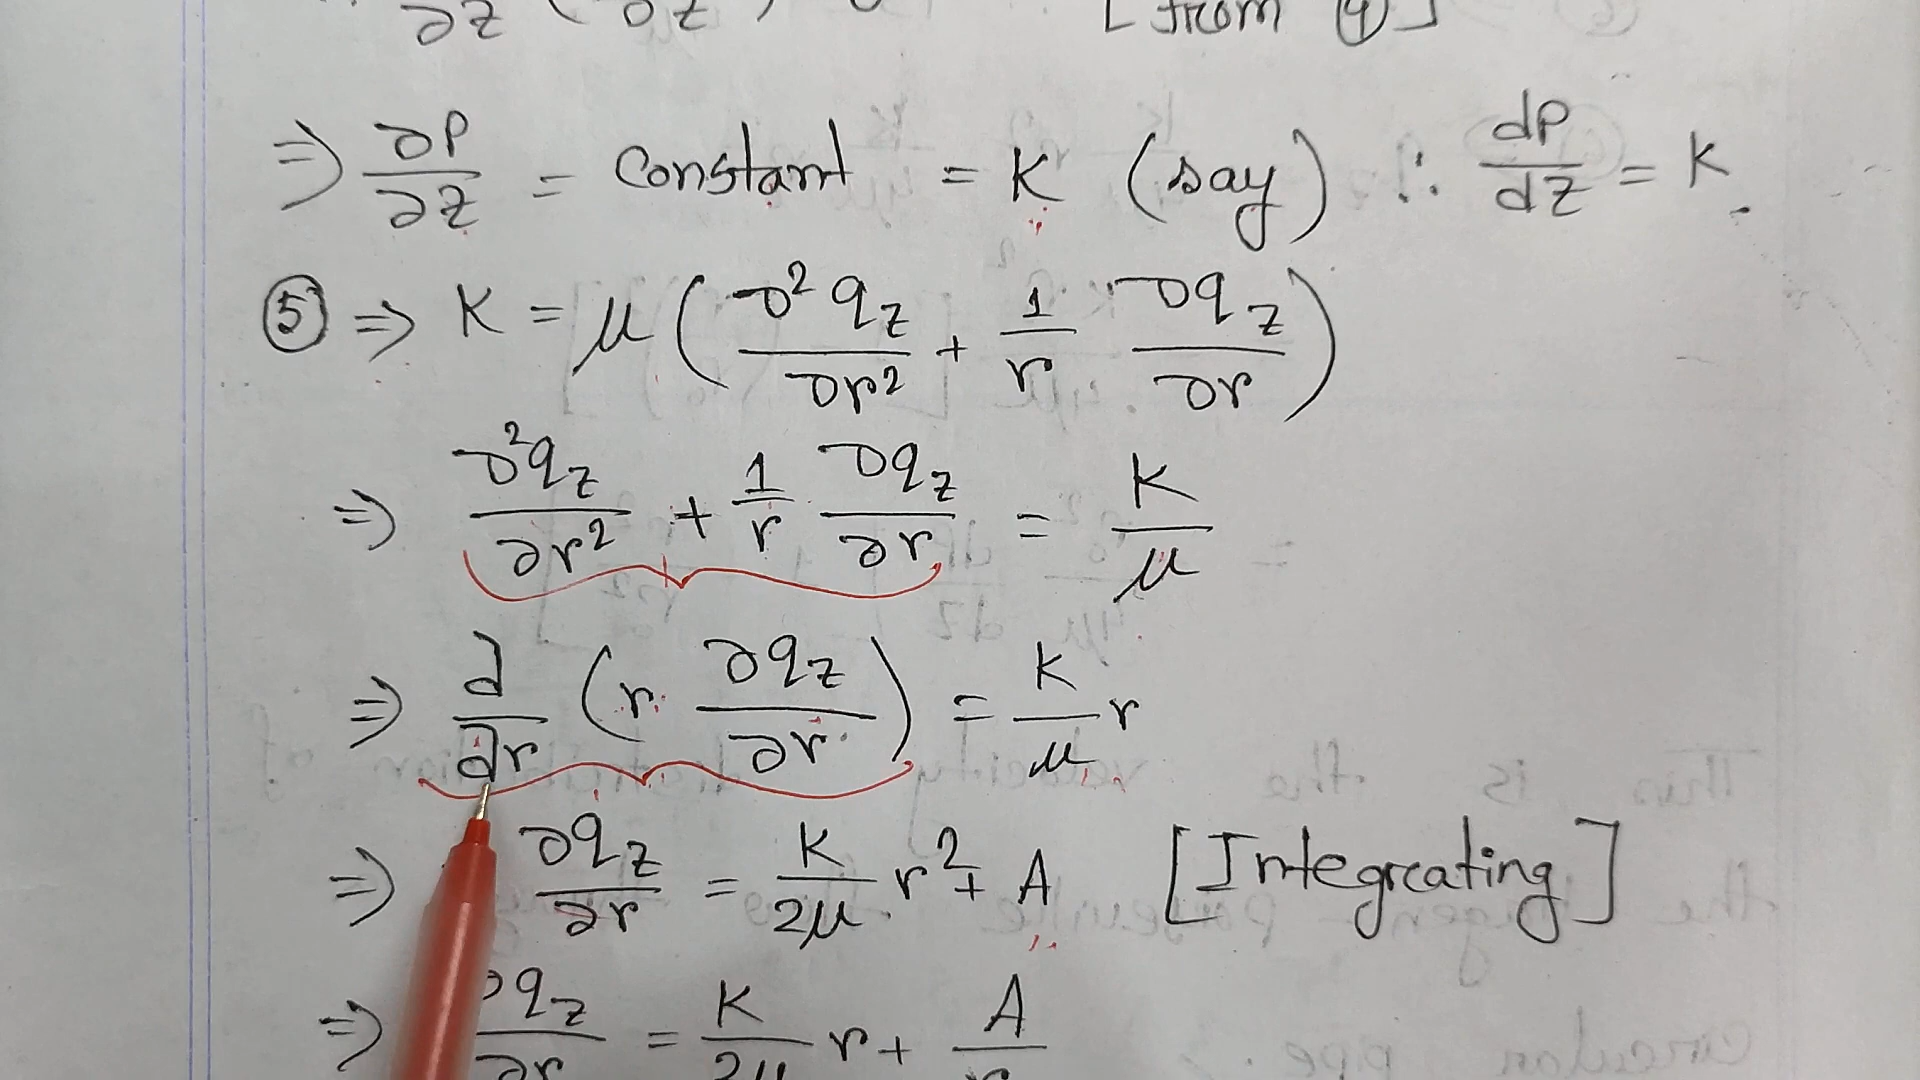 ∂z ( ∂z ) [from ④]
⇒ ∂P/∂z = constant = K (say) ∴ dP/dz = K.
⑤ ⇒ K = μ ( ∂²q_z/∂r² + 1/r ∂q_z/∂r )
⇒ ∂²q_z/∂r² + 1/r ∂q_z/∂r = K/μ
⇒ d/dr ( r. ∂q_z/∂r ) = K/μ r
⇒ ∂q_z/∂r = K/2μ r² + A [Integrating]
⇒ ∂q_z/∂r = K/2μ r + A/r